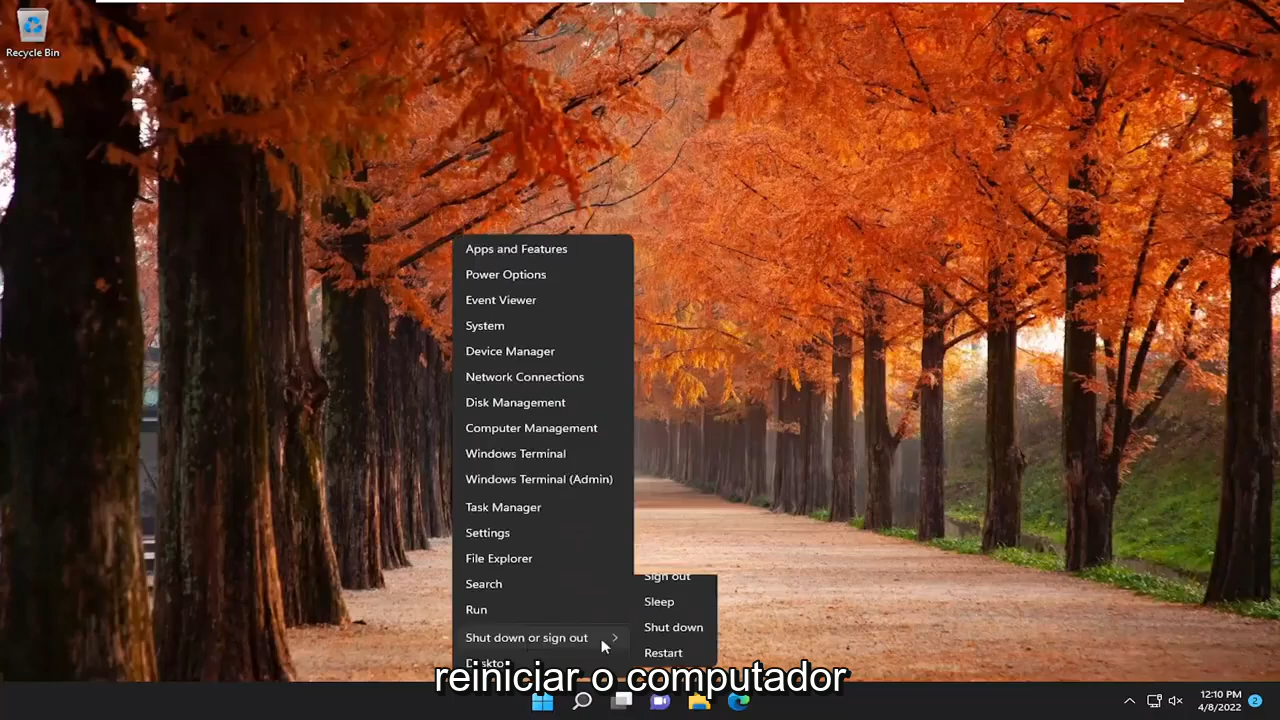 Recycle Bin
Apps and Features
Power Options
Event Viewer
System
Device Manager
Network Connections
Disk Management
Computer Management
Windows Terminal
Windows Terminal (Admin)
Task Manager
Settings
File Explorer
Search
Run
Shut down or sign out
Desktop
Sign out
Sleep
Shut down
Restart
reiniciar o computador
12:10 PM
4/8/2022
2